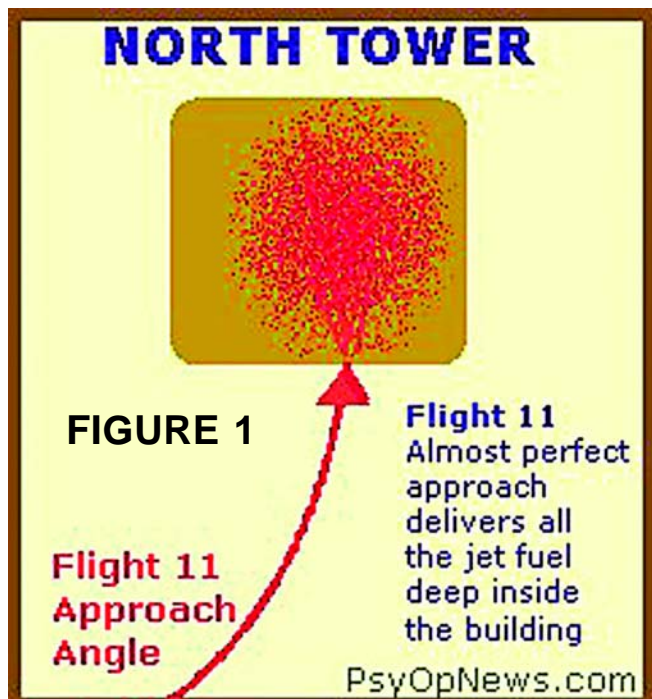 NORTH TOWER
FIGURE 1
Flight 11
Approach
Angle
Flight 11
Almost perfect
approach
delivers all
the jet fuel
deep inside
the building
PsyOpNews.com